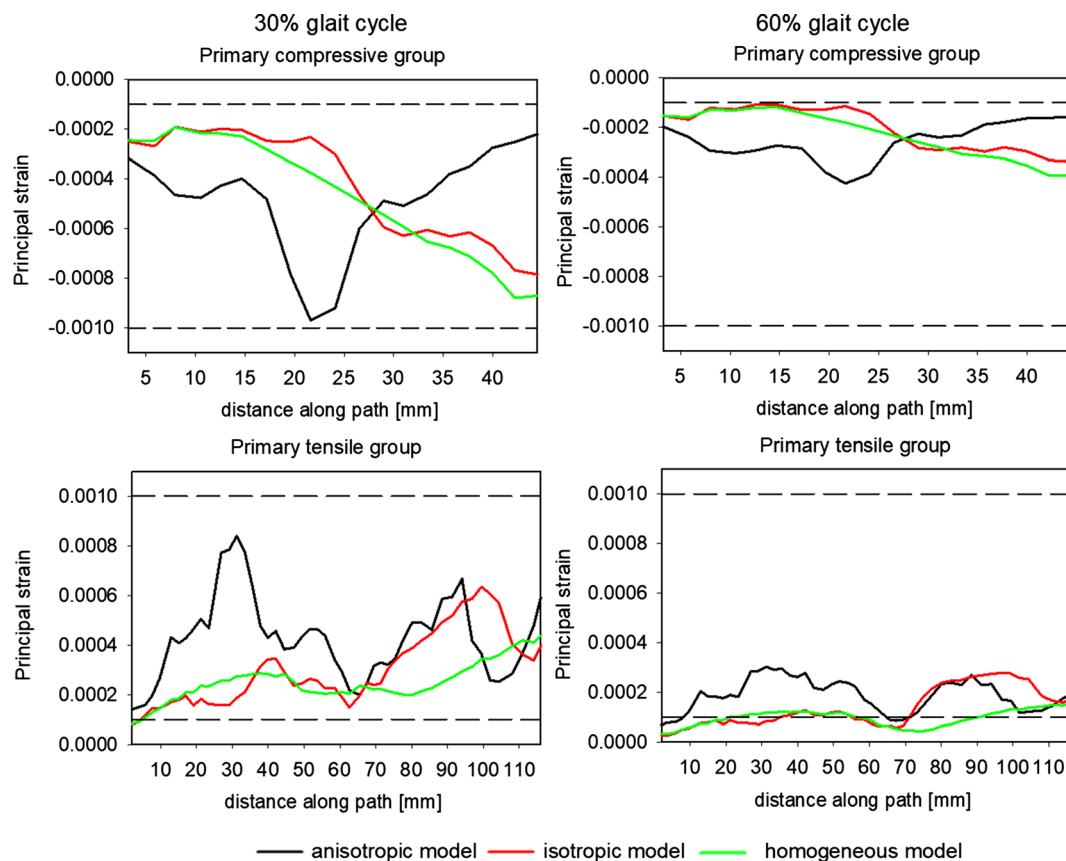 30% glait cycle
Primary compressive group
0.0000
-0.0002
-0.0004
-0.0006
-0.0008
-0.0010
Principal strain
5 10 15 20 25 30 35 40
distance along path [mm]
60% glait cycle
Primary compressive group
0.0000
-0.0002
-0.0004
-0.0006
-0.0008
-0.0010
Principal strain
5 10 15 20 25 30 35 40
distance along path [mm]
Primary tensile group
0.0010
0.0008
0.0006
0.0004
0.0002
0.0000
Principal strain
10 20 30 40 50 60 70 80 90 100 110
distance along path [mm]
Primary tensile group
0.0010
0.0008
0.0006
0.0004
0.0002
0.0000
Principal strain
10 20 30 40 50 60 70 80 90 100 110
distance along path [mm]
anisotropic model isotropic model homogeneous model